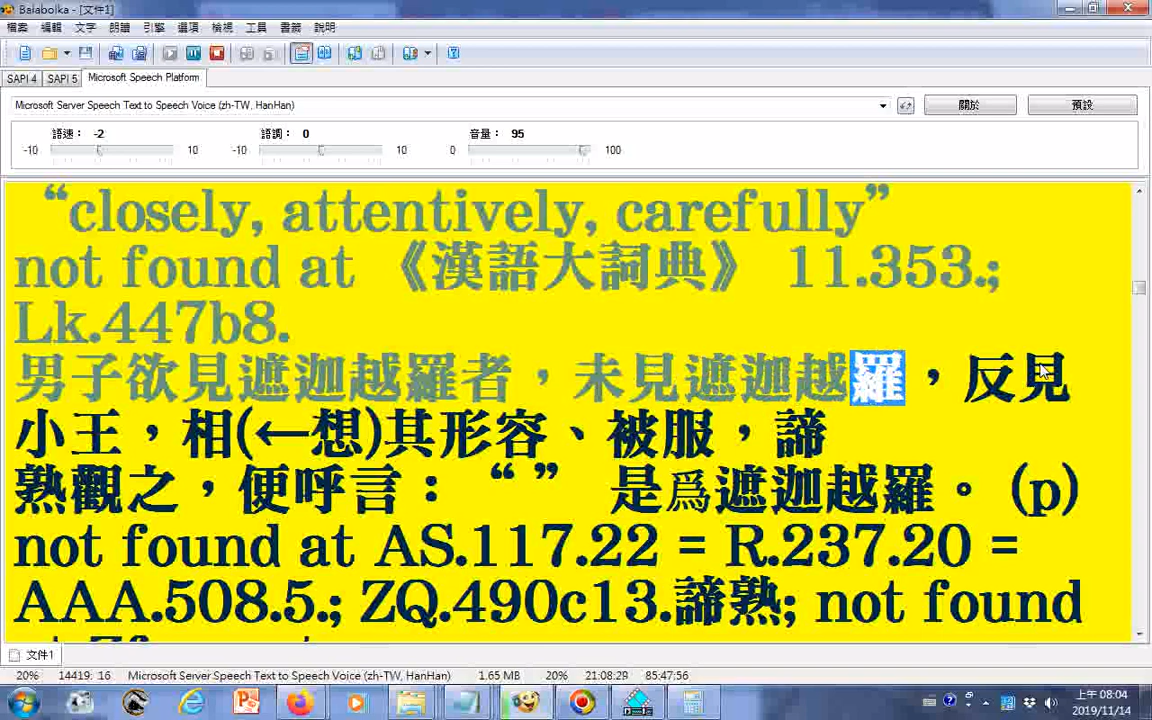 Balabolka - [文件1]
檔案 編輯 文字 朗讀 引擎 選項 檢視 工具 書籤 說明
SAPI 4 SAPI 5 Microsoft Speech Platform
Microsoft Server Speech Text to Speech Voice (zh-TW, HanHan) 關於 預設
語速： -2 語調： 0 音量： 95
-10 10 -10 10 0 100
“closely, attentively, carefully”
not found at 《漢語大詞典》 11.353.;
Lk.447b8.
男子欲見遮迦越羅者，未見遮迦越羅，反見
小王，相(←想)其形容、被服，諦
熟觀之，便呼言：“ ” 是爲遮迦越羅。(p)
not found at AS.117.22 = R.237.20 =
AAA.508.5.; ZQ.490c13.諦熟; not found
文件1
20% 14419: 16 Microsoft Server Speech Text to Speech Voice (zh-TW, HanHan) 1.65 MB 20% 21:08:29 85:47:56
上午 08:04
2019/11/14